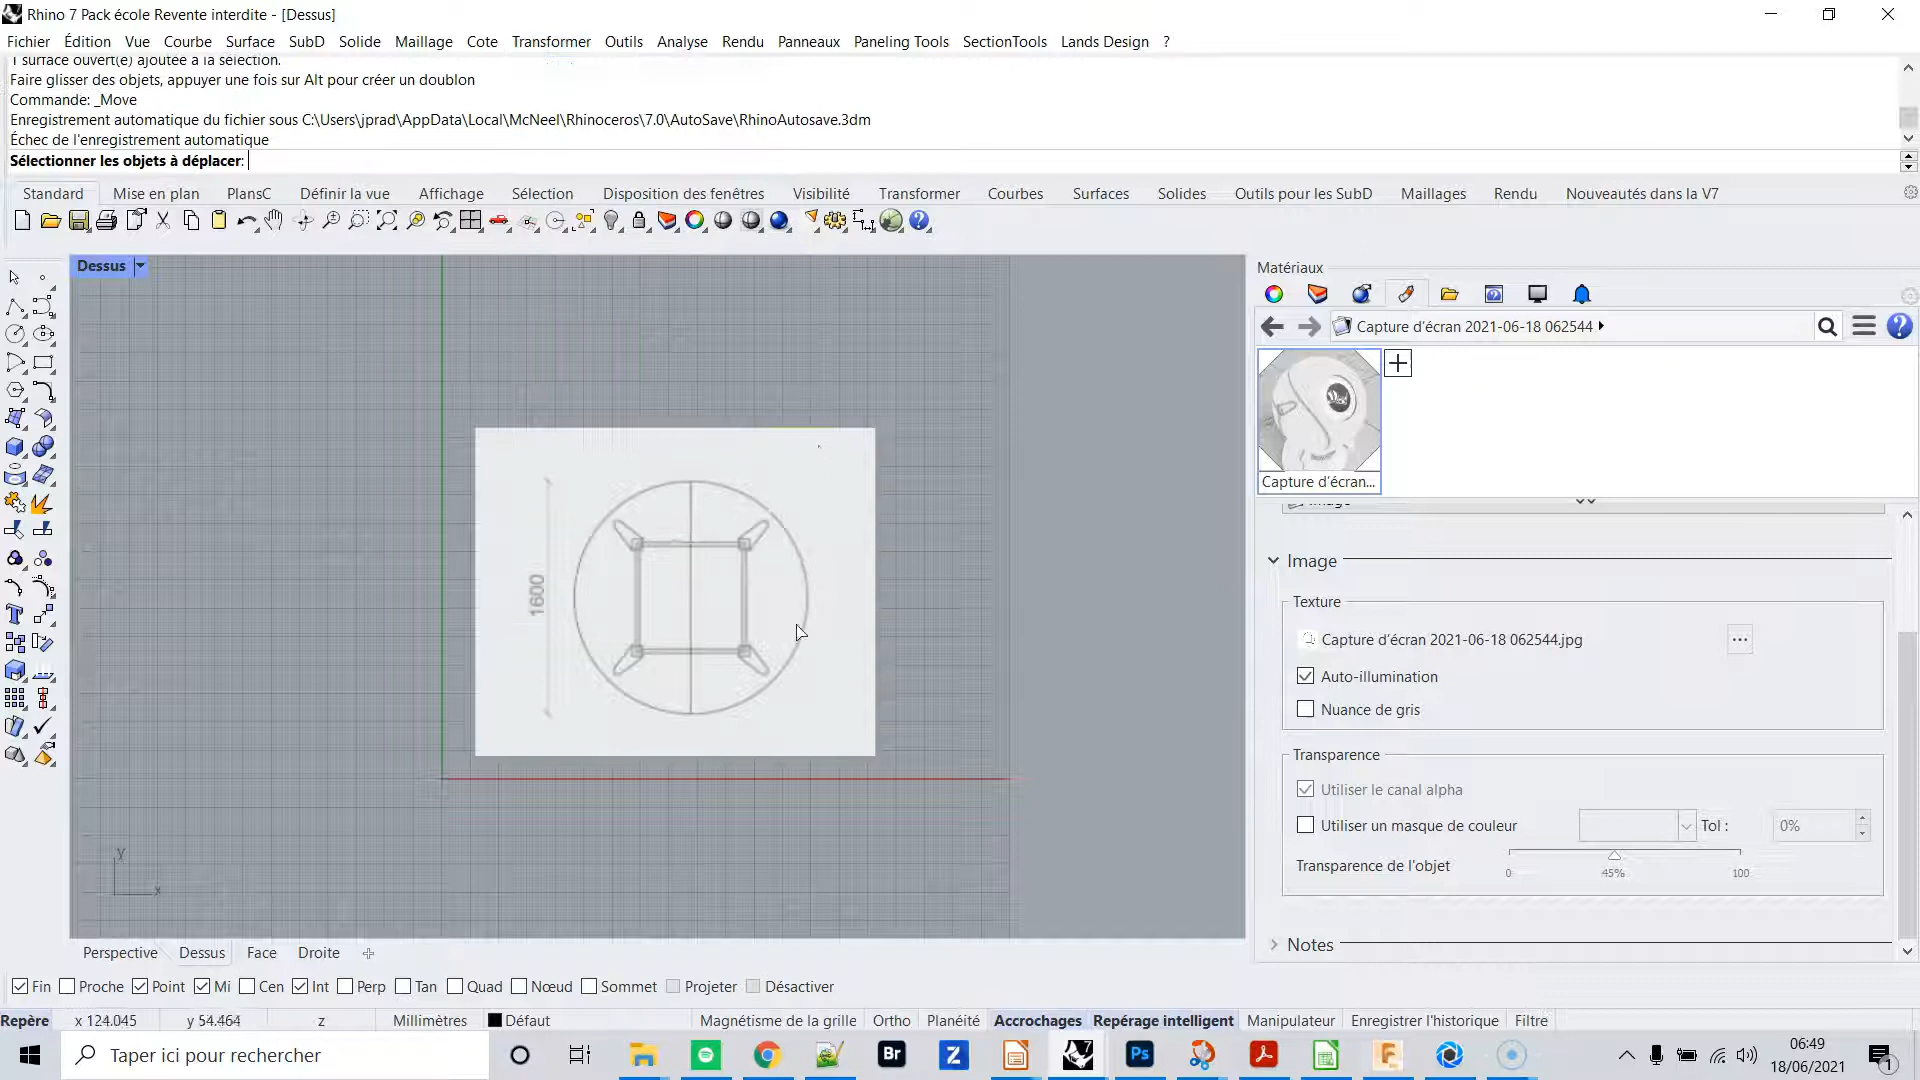 Rhino 7 Pack école Revente interdite - [Dessus]
Fichier Édition Vue Courbe Surface SubD Solide Maillage Cote Transformer Outils Analyse Rendu Panneaux Paneling Tools SectionTools Lands Design ?
1 surface ouvert(e) ajoutée à la sélection.
Faire glisser des objets, appuyer une fois sur Alt pour créer un doublon
Commande: _Move
Enregistrement automatique du fichier sous C:\Users\jprad\AppData\Local\McNeel\Rhinoceros\7.0\AutoSave\RhinoAutosave.3dm
Échec de l'enregistrement automatique
Sélectionner les objets à déplacer:
Standard Mise en plan PlansC Définir la vue Affichage Sélection Disposition des fenêtres Visibilité Transformer Courbes Surfaces Solides Outils pour les SubD Maillages Rendu Nouveautés dans la V7
Dessus
Matériaux
Capture d'écran 2021-06-18 062544
Capture d'écran...
Image
Texture
Capture d'écran 2021-06-18 062544.jpg
...
Auto-illumination
Nuance de gris
Transparence
Utiliser le canal alpha
Utiliser un masque de couleur Tol : 0%
Transparence de l'objet
0 45% 100
Notes
1600
y
x
Perspective Dessus Face Droite
Fin Proche Point Mi Cen Int Perp Tan Quad Nœud Sommet Projeter Désactiver
Repère x 124.045 y 54.464 z Millimètres Défaut Magnétisme de la grille Ortho Planéité Accrochages Repérage intelligent Manipulateur Enregistrer l'historique Filtre
Taper ici pour rechercher
Br
Z
Ps
06:49
18/06/2021
1